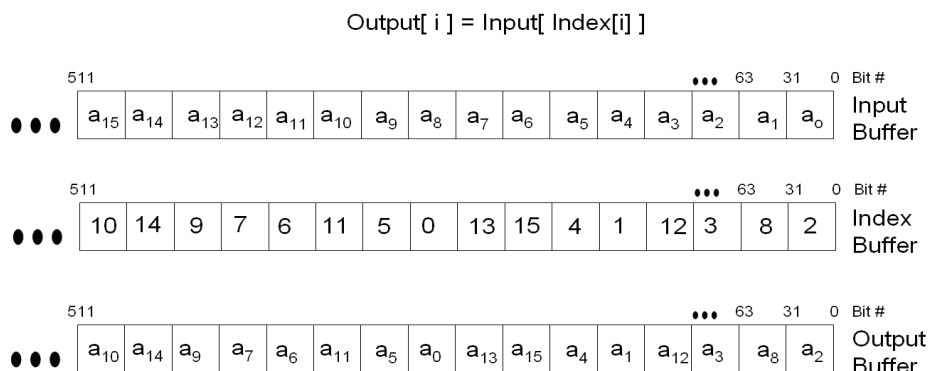 Output[ i ] = Input[ Index[i] ]
511 ••• 63 31 0 Bit #
••• a15 a14 a13 a12 a11 a10 a9 a8 a7 a6 a5 a4 a3 a2 a1 ao Input Buffer
511 ••• 63 31 0 Bit #
••• 10 14 9 7 6 11 5 0 13 15 4 1 12 3 8 2 Index Buffer
511 ••• 63 31 0 Bit #
••• a10 a14 a9 a7 a6 a11 a5 a0 a13 a15 a4 a1 a12 a3 a8 a2 Output Buffer